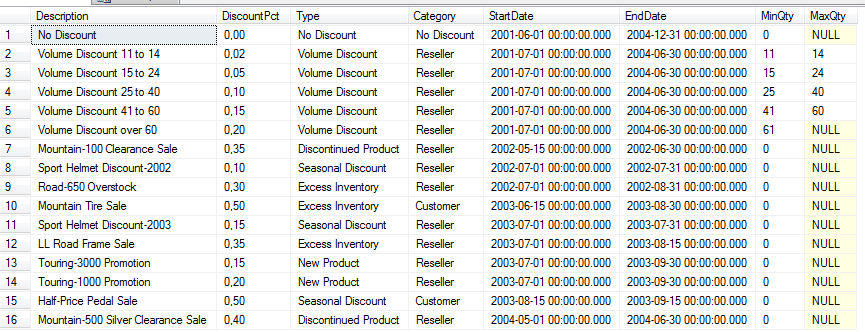 Description DiscountPct Type Category StartDate EndDate MinQty MaxQty
1 No Discount 0,00 No Discount No Discount 2001-06-01 00:00:00.000 2004-12-31 00:00:00.000 0 NULL
2 Volume Discount 11 to 14 0,02 Volume Discount Reseller 2001-07-01 00:00:00.000 2004-06-30 00:00:00.000 11 14
3 Volume Discount 15 to 24 0,05 Volume Discount Reseller 2001-07-01 00:00:00.000 2004-06-30 00:00:00.000 15 24
4 Volume Discount 25 to 40 0,10 Volume Discount Reseller 2001-07-01 00:00:00.000 2004-06-30 00:00:00.000 25 40
5 Volume Discount 41 to 60 0,15 Volume Discount Reseller 2001-07-01 00:00:00.000 2004-06-30 00:00:00.000 41 60
6 Volume Discount over 60 0,20 Volume Discount Reseller 2001-07-01 00:00:00.000 2004-06-30 00:00:00.000 61 NULL
7 Mountain-100 Clearance Sale 0,35 Discontinued Product Reseller 2002-05-15 00:00:00.000 2002-06-30 00:00:00.000 0 NULL
8 Sport Helmet Discount-2002 0,10 Seasonal Discount Reseller 2002-07-01 00:00:00.000 2002-07-31 00:00:00.000 0 NULL
9 Road-650 Overstock 0,30 Excess Inventory Reseller 2002-07-01 00:00:00.000 2002-08-31 00:00:00.000 0 NULL
10 Mountain Tire Sale 0,50 Excess Inventory Customer 2003-06-15 00:00:00.000 2003-08-30 00:00:00.000 0 NULL
11 Sport Helmet Discount-2003 0,15 Seasonal Discount Reseller 2003-07-01 00:00:00.000 2003-07-31 00:00:00.000 0 NULL
12 LL Road Frame Sale 0,35 Excess Inventory Reseller 2003-07-01 00:00:00.000 2003-08-15 00:00:00.000 0 NULL
13 Touring-3000 Promotion 0,15 New Product Reseller 2003-07-01 00:00:00.000 2003-09-30 00:00:00.000 0 NULL
14 Touring-1000 Promotion 0,20 New Product Reseller 2003-07-01 00:00:00.000 2003-09-30 00:00:00.000 0 NULL
15 Half-Price Pedal Sale 0,50 Seasonal Discount Customer 2003-08-15 00:00:00.000 2003-09-15 00:00:00.000 0 NULL
16 Mountain-500 Silver Clearance Sale 0,40 Discontinued Product Reseller 2004-05-01 00:00:00.000 2004-06-30 00:00:00.000 0 NULL